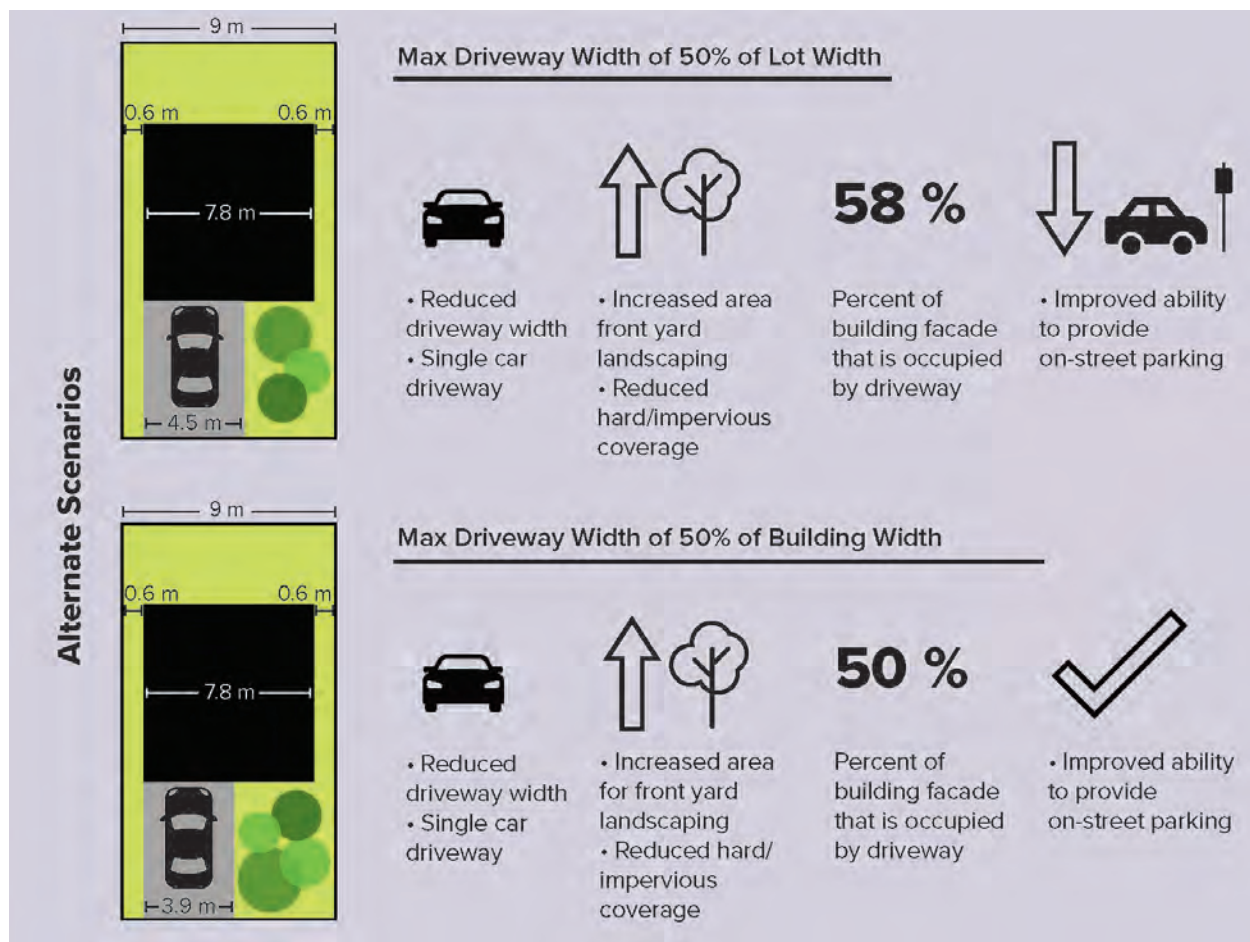 Alternate Scenarios
9 m
0.6 m
0.6 m
7.8 m
4.5 m
Max Driveway Width of 50% of Lot Width
• Reduced
driveway width
• Single car
driveway
• Increased area
front yard
landscaping
• Reduced
hard/impervious
coverage
58 %
Percent of
building facade
that is occupied
by driveway
• Improved ability
to provide
on-street parking
9 m
0.6 m
0.6 m
7.8 m
3.9 m
Max Driveway Width of 50% of Building Width
• Reduced
driveway width
• Single car
driveway
• Increased area
for front yard
landscaping
• Reduced hard/
impervious
coverage
50 %
Percent of
building facade
that is occupied
by driveway
• Improved ability
to provide
on-street parking